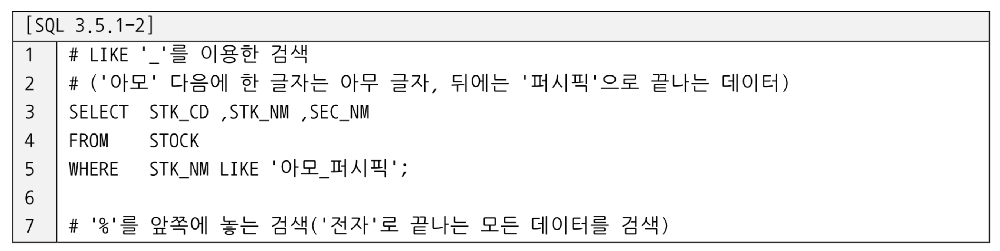 [SQL 3.5.1-2]
1 # LIKE '_'를 이용한 검색
2 # ('아모' 다음에 한 글자는 아무 글자, 뒤에는 '퍼시픽'으로 끝나는 데이터)
3 SELECT  STK_CD ,STK_NM ,SEC_NM
4 FROM    STOCK
5 WHERE   STK_NM LIKE '아모_퍼시픽';
6
7 # '%'를 앞쪽에 놓는 검색('전자'로 끝나는 모든 데이터를 검색)